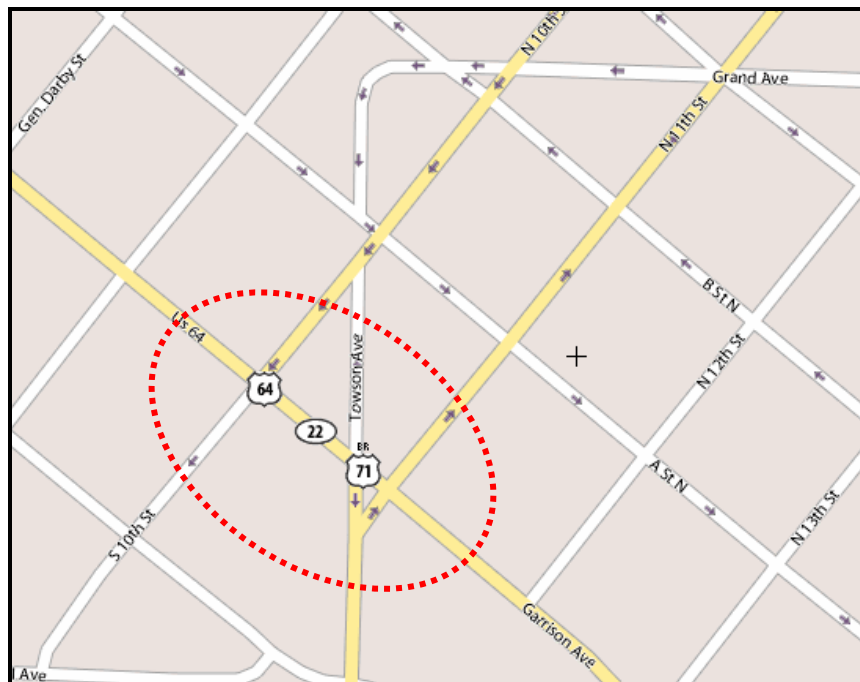 N 10th S
Gen. Darby St
Grand Ave
N 11th St
B St N
Us 64
Towson Ave
N 12th St
64
22
BR
71
A St N
N 13th St
S 10th St
Garrison Ave
l Ave